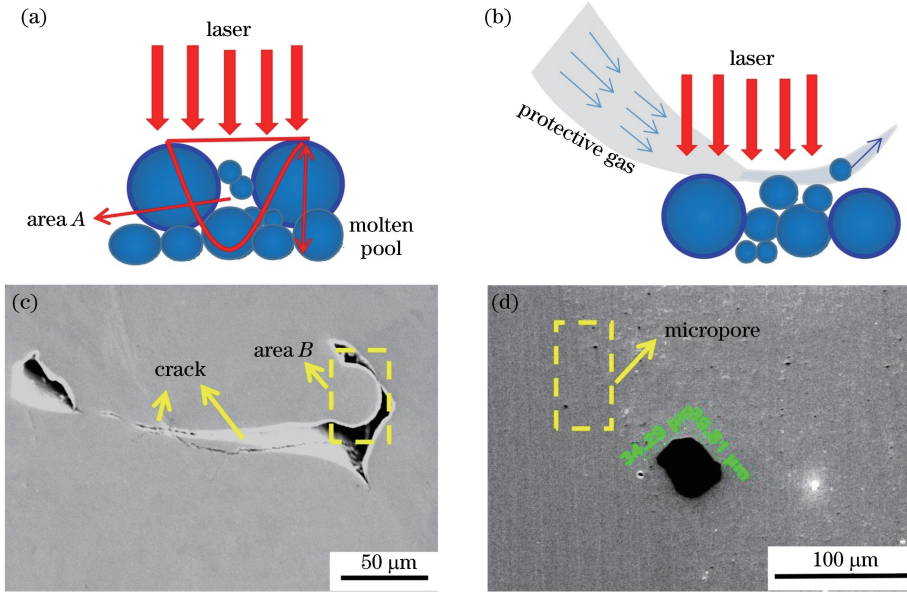 (a)
laser
area A
molten
pool
(b)
laser
protective gas
(c)
crack
area B
50 μm
(d)
micropore
100 μm